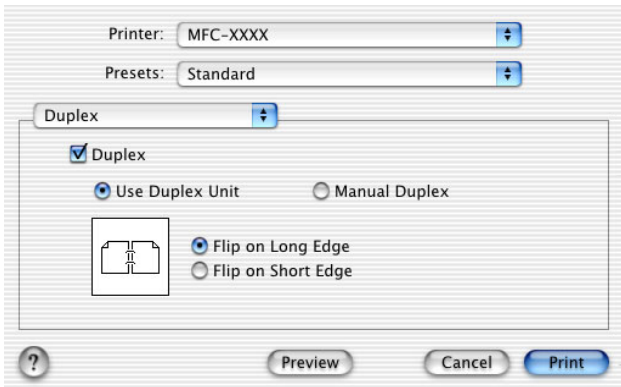 Printer: MFC-XXXX
Presets: Standard
Duplex
Duplex
Use Duplex Unit Manual Duplex
Flip on Long Edge
Flip on Short Edge
? Preview Cancel Print